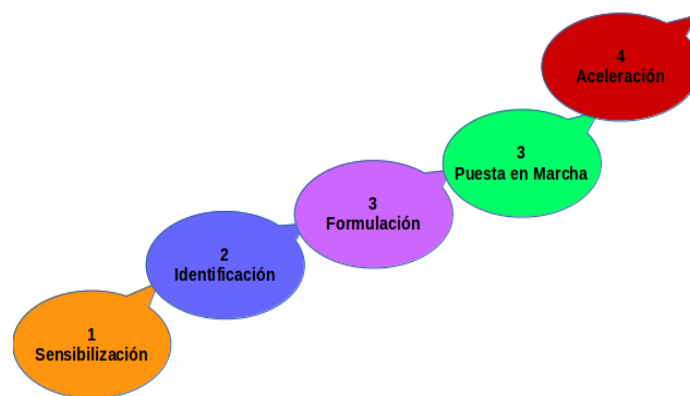 1
Sensibilización
2
Identificación
3
Formulación
3
Puesta en Marcha
4
Aceleración